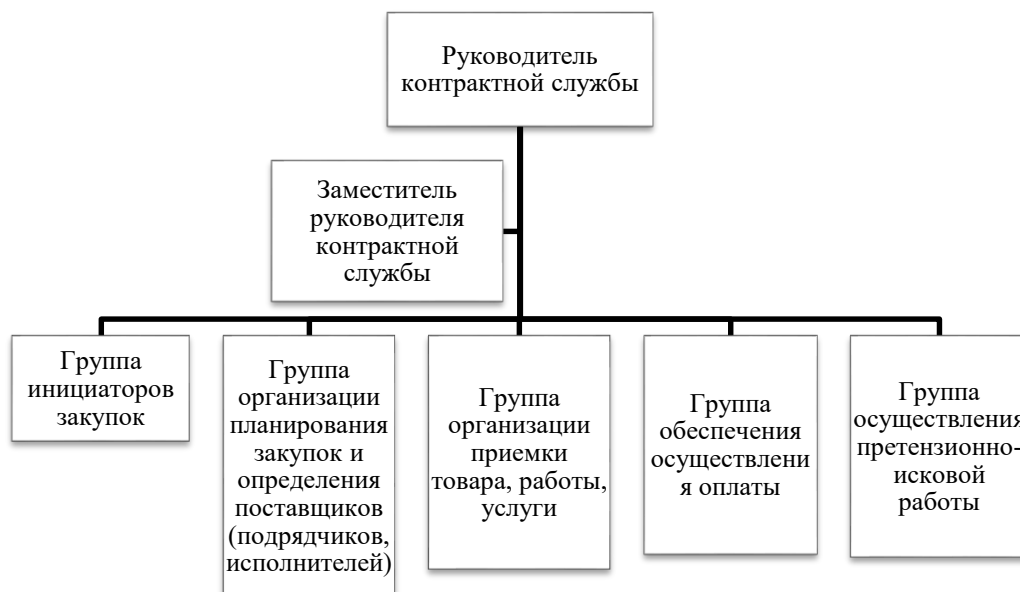 Руководитель
контрактной службы
Заместитель
руководителя
контрактной
службы
Группа
инициаторов
закупок
Группа
организации
планирования
закупок и
определения
поставщиков
(подрядчиков,
исполнителей)
Группа
организации
приемки
товара, работы,
услуги
Группа
обеспечения
осуществлени
я оплаты
Группа
осуществления
претензионно-
исковой
работы